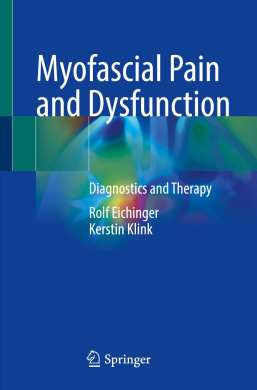 Myofascial Pain
and Dysfunction
Diagnostics and Therapy
Rolf Eichinger
Kerstin Klink
Springer